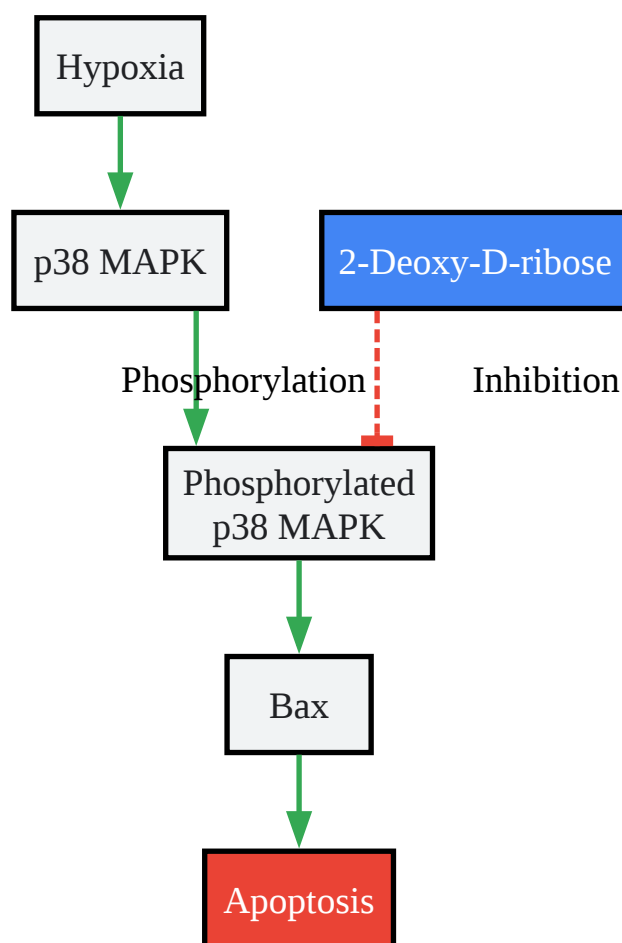 Hypoxia
p38 MAPK
2-Deoxy-D-ribose
Phosphorylation
Inhibition
Phosphorylated
p38 MAPK
Bax
Apoptosis